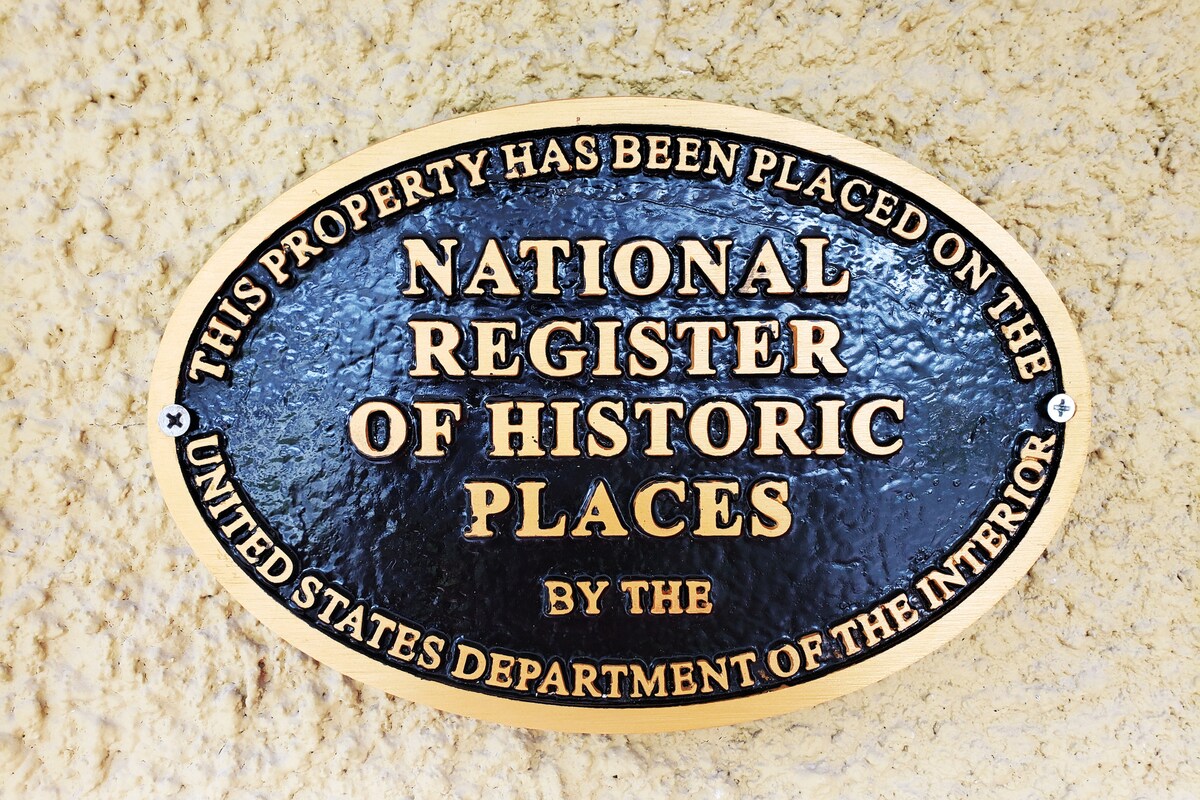 THIS PROPERTY HAS BEEN PLACED ON THE
NATIONAL
REGISTER
OF HISTORIC
PLACES
BY THE
UNITED STATES DEPARTMENT OF THE INTERIOR